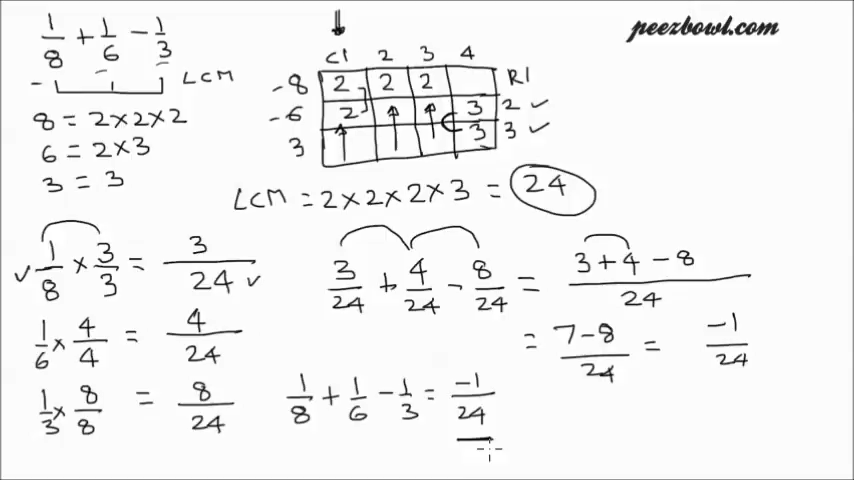 peezbowl.com
1/8 + 1/6 - 1/3
LCM
8 = 2×2×2
6 = 2×3
3 = 3
C1 2 3 4
-8 2 2 2 R1
-6 2 3 2 ✓
3 3 3 ✓
LCM = 2×2×2×3 = 24
✓ 1/8 × 3/3 = 3/24 ✓
1/6 × 4/4 = 4/24
1/3 × 8/8 = 8/24
3/24 + 4/24 - 8/24 = (3+4-8)/24
= (7-8)/24 = -1/24
1/8 + 1/6 - 1/3 = -1/24